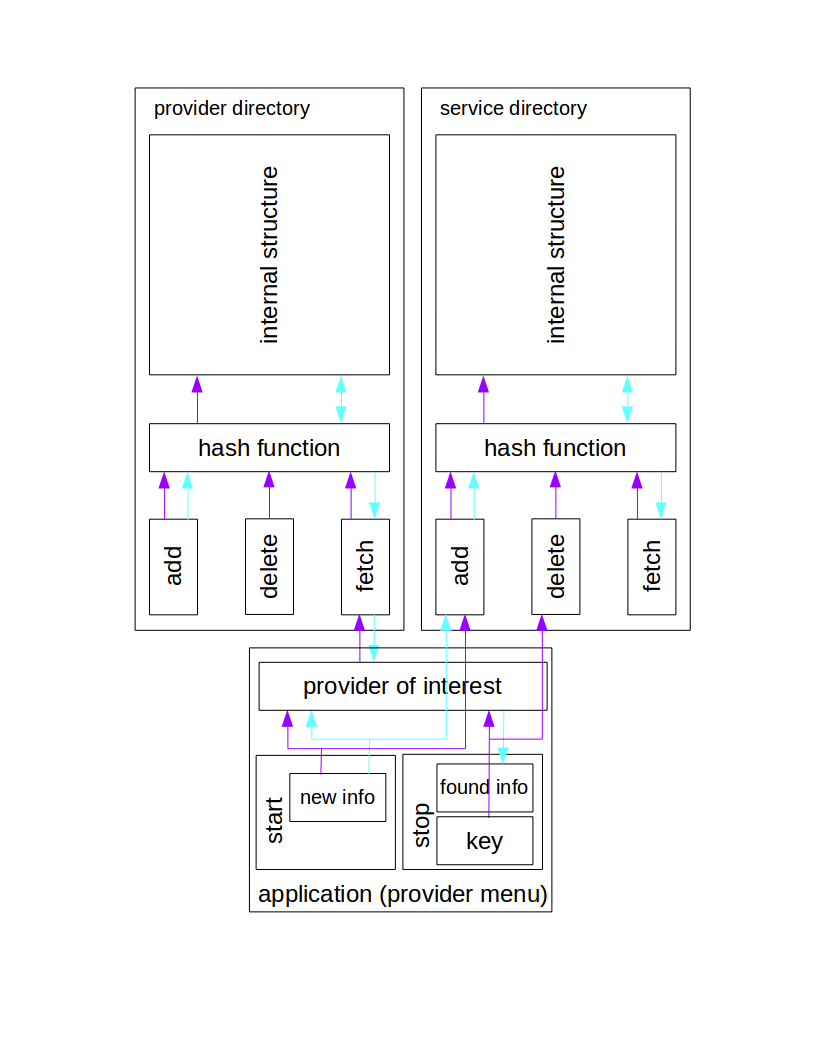 provider directory
internal structure
hash function
add
delete
fetch
service directory
internal structure
hash function
add
delete
fetch
provider of interest
start
new info
stop
found info
key
application (provider menu)